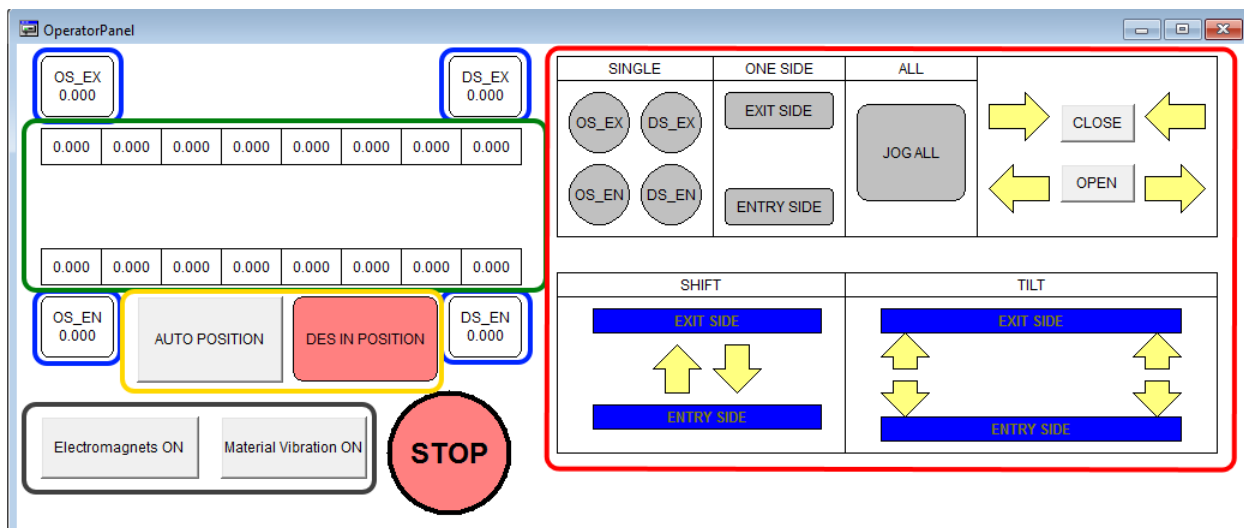 OperatorPanel
OS_EX
0.000
DS_EX
0.000
0.000 0.000 0.000 0.000 0.000 0.000 0.000 0.000
0.000 0.000 0.000 0.000 0.000 0.000 0.000 0.000
OS_EN
0.000
AUTO POSITION
DES IN POSITION
DS_EN
0.000
Electromagnets ON
Material Vibration ON
STOP
SINGLE ONE SIDE ALL
OS_EX DS_EX
EXIT SIDE
JOG ALL
CLOSE
OS_EN DS_EN
ENTRY SIDE
OPEN
SHIFT
EXIT SIDE
ENTRY SIDE
TILT
EXIT SIDE
ENTRY SIDE